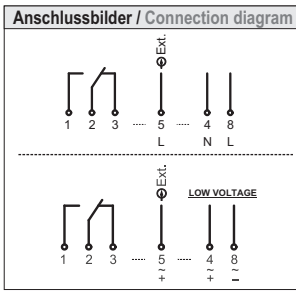 Anschlussbilder / Connection diagram
Ext.
1 2 3 ...... 5 ...... 4 8
L N L
Ext.
LOW VOLTAGE
1 2 3 ...... 5 ...... 4 8
~ ~ ~
+ + −